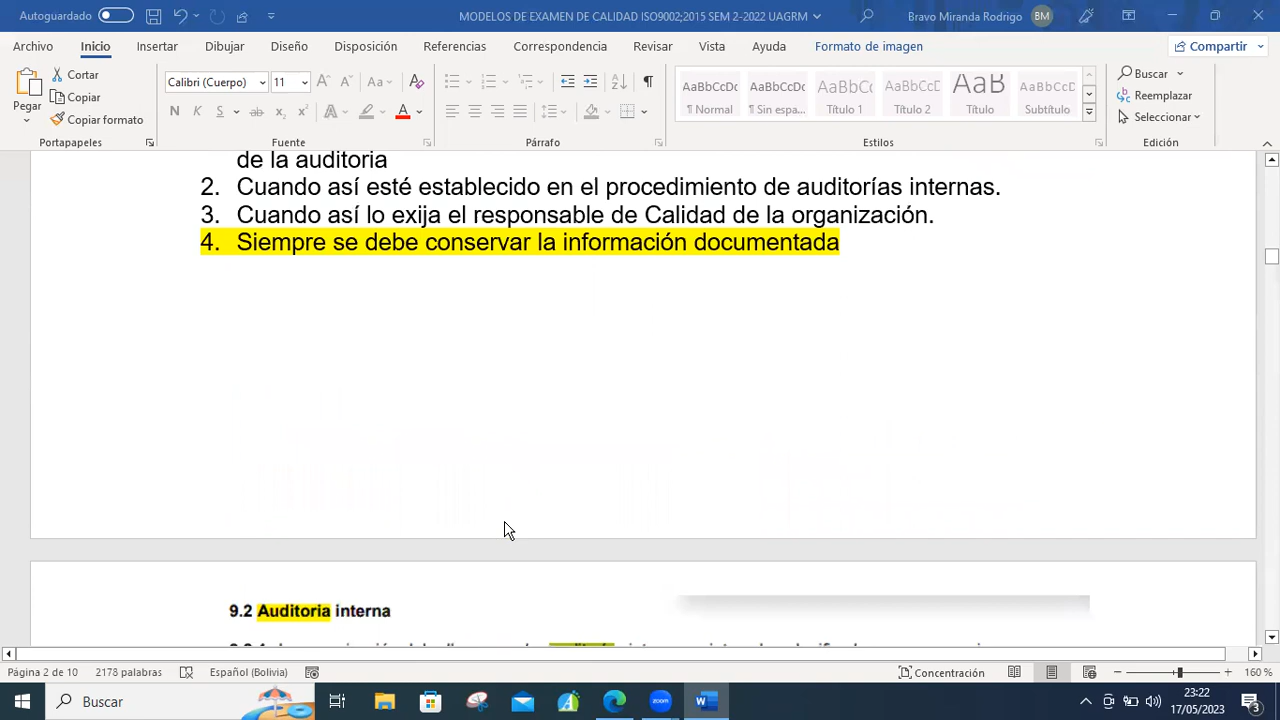 Autoguardado
MODELOS DE EXAMEN DE CALIDAD ISO9002;2015 SEM 2-2022 UAGRM
Bravo Miranda Rodrigo
BM
Archivo
Inicio
Insertar
Dibujar
Diseño
Disposición
Referencias
Correspondencia
Revisar
Vista
Ayuda
Formato de imagen
Compartir
Pegar
Cortar
Copiar
Copiar formato
Portapapeles
Calibri (Cuerpo)
11
Fuente
Párrafo
AaBbCcDc
¶ Normal
AaBbCcDc
¶ Sin espa...
AaBbCc
Título 1
AaBbCcD
Título 2
AaB
Título
AaBbCcD
Subtítulo
Estilos
Buscar
Reemplazar
Seleccionar
Edición
de la auditoria
2. Cuando así esté establecido en el procedimiento de auditorías internas.
3. Cuando así lo exija el responsable de Calidad de la organización.
4. Siempre se debe conservar la información documentada
9.2 Auditoria interna
Página 2 de 10
2178 palabras
Español (Bolivia)
Concentración
160 %
Buscar
zoom
23:22
17/05/2023
3